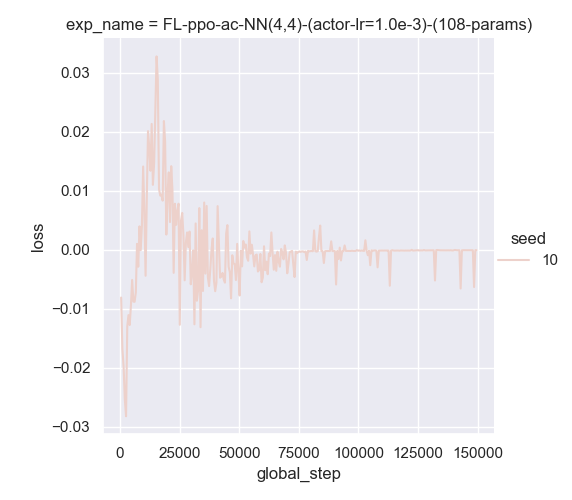 exp_name = FL-ppo-ac-NN(4,4)-(actor-lr=1.0e-3)-(108-params)
0.03
0.02
0.01
0.00
−0.01
−0.02
−0.03
loss
seed
10
0 25000 50000 75000 100000 125000 150000
global_step